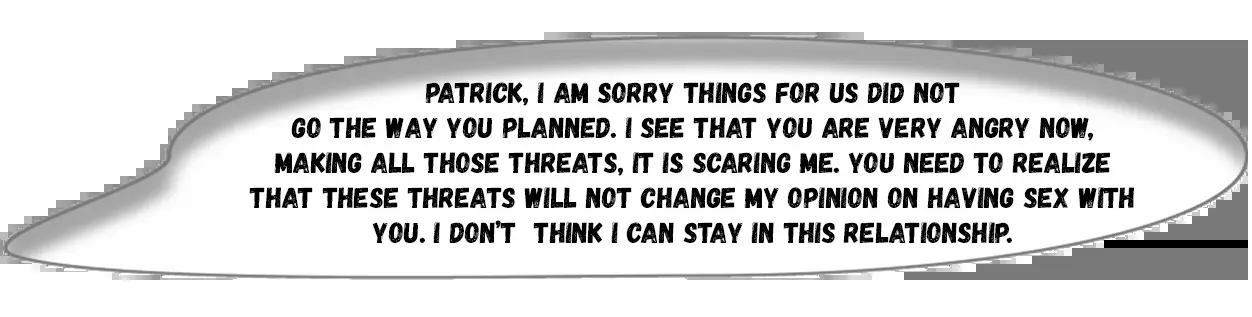 PATRICK, I AM SORRY THINGS FOR US DID NOT
GO THE WAY YOU PLANNED. I SEE THAT YOU ARE VERY ANGRY NOW,
MAKING ALL THOSE THREATS, IT IS SCARING ME. YOU NEED TO REALIZE
THAT THESE THREATS WILL NOT CHANGE MY OPINION ON HAVING SEX WITH
YOU. I DON'T THINK I CAN STAY IN THIS RELATIONSHIP.